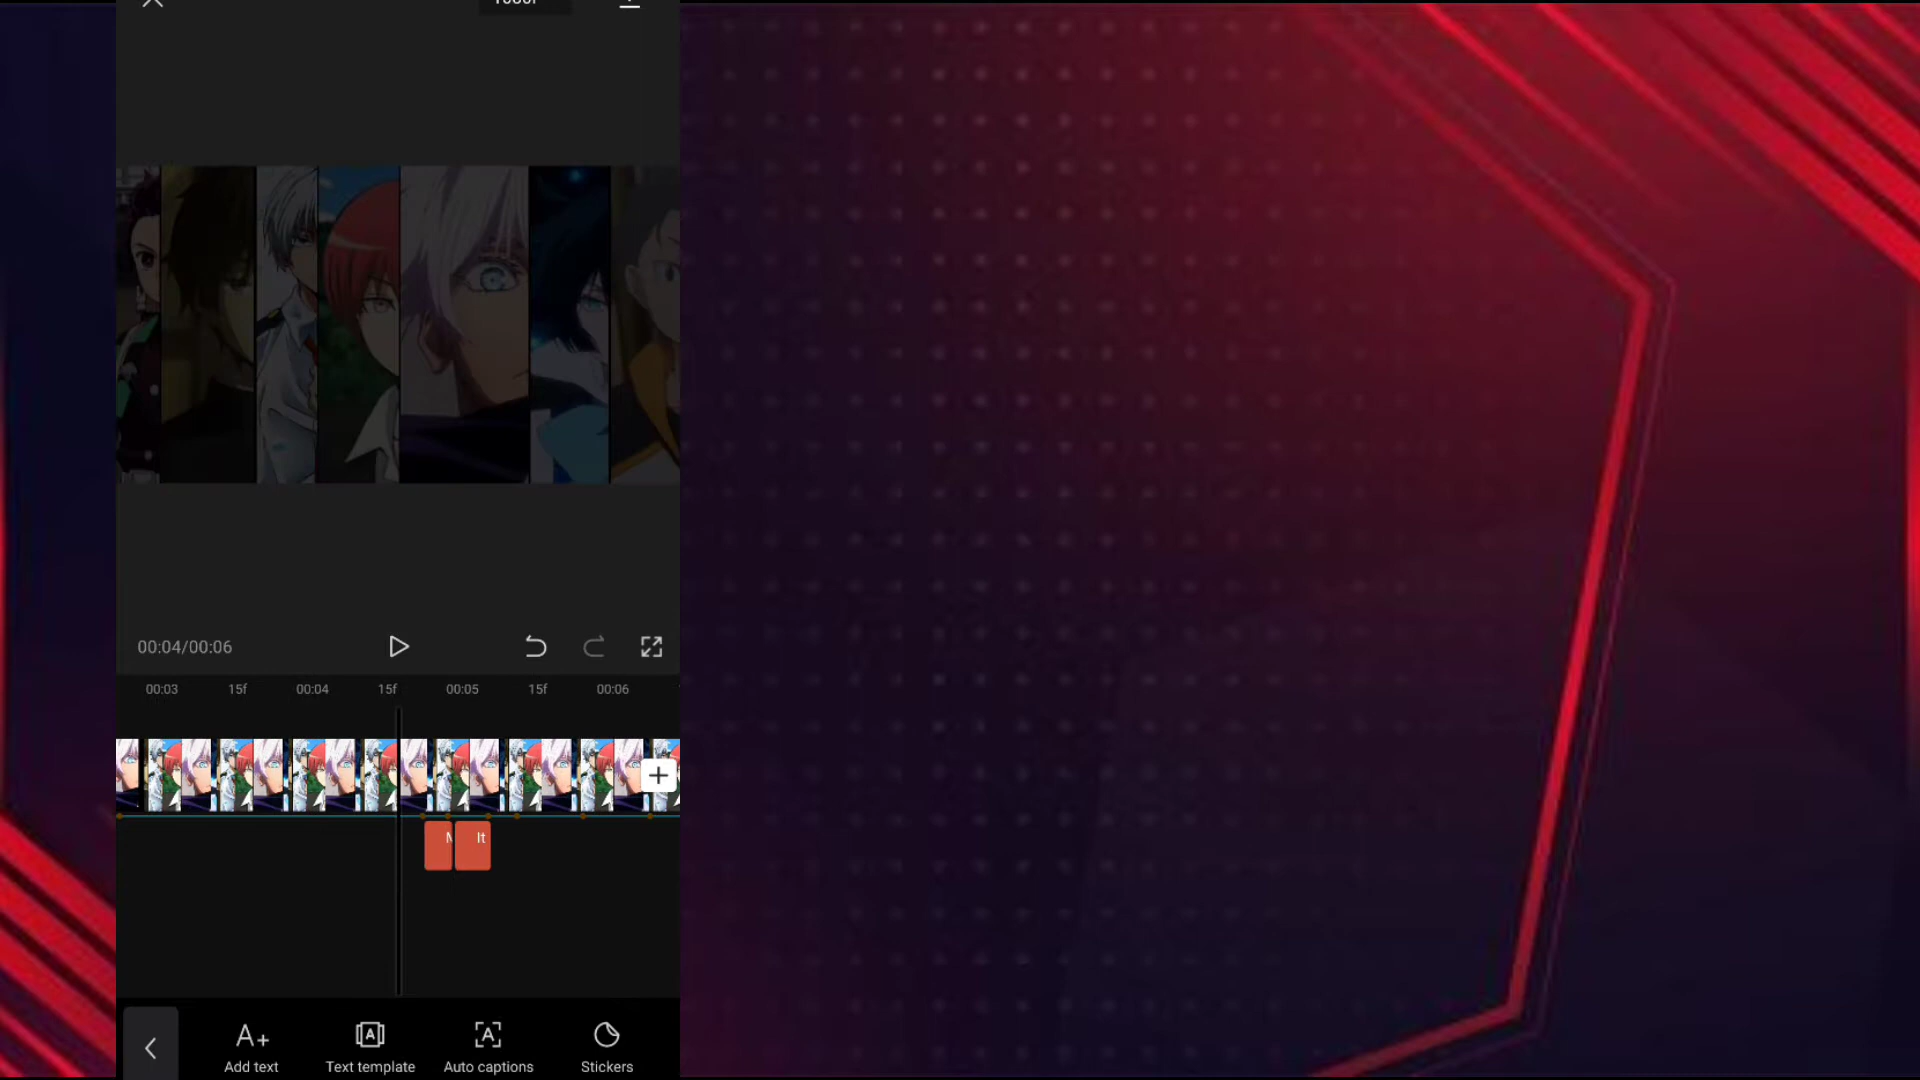 00:04/00:06
00:03 15f 00:04 15f 00:05 15f 00:06
It
Add text Text template Auto captions Stickers